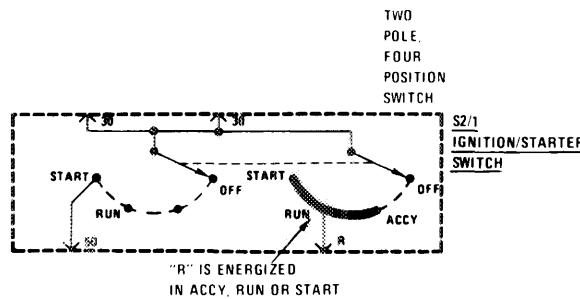 TWO
POLE,
FOUR
POSITION
SWITCH
30
30
S2/1
IGNITION/STARTER
SWITCH
START
OFF
RUN
START
OFF
RUN
ACCY
50
R
"R" IS ENERGIZED
IN ACCY, RUN OR START